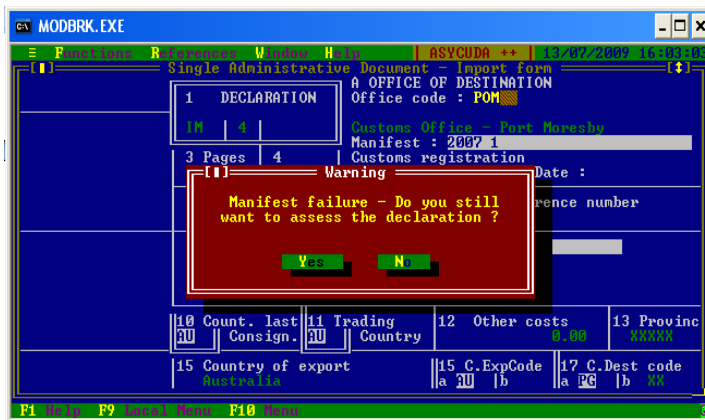 MODBRK.EXE
Functions References Window Help ASYCUDA ++ 13/07/2009 16:03:03
Single Administrative Document - Import form
A OFFICE OF DESTINATION
1 DECLARATION Office code : POM
IM 4 Customs Office - Port Moresby
Manifest : 2007 1
3 Pages 4 Customs registration
Warning Date :
Manifest failure - Do you still
want to assess the declaration ?
rence number
Yes No
10 Count. last 11 Trading 12 Other costs 13 Provinc
AU Consign. AU Country 0.00 XXXXX
15 Country of export 15 C.ExpCode 17 C.Dest code
Australia a AU b a PG b XX
F1 Help F9 Local Menu F10 Menu